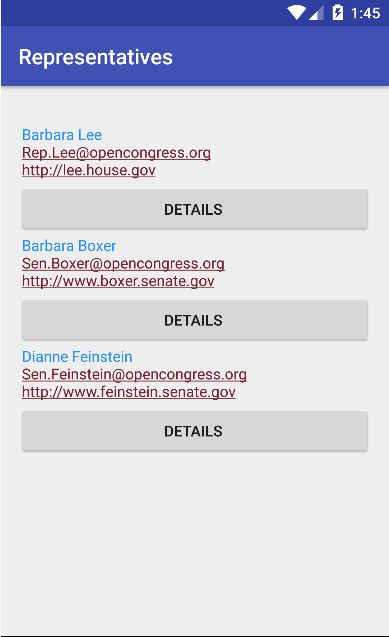 1:45
Representatives
Barbara Lee
Rep.Lee@opencongress.org
http://lee.house.gov
DETAILS
Barbara Boxer
Sen.Boxer@opencongress.org
http://www.boxer.senate.gov
DETAILS
Dianne Feinstein
Sen.Feinstein@opencongress.org
http://www.feinstein.senate.gov
DETAILS